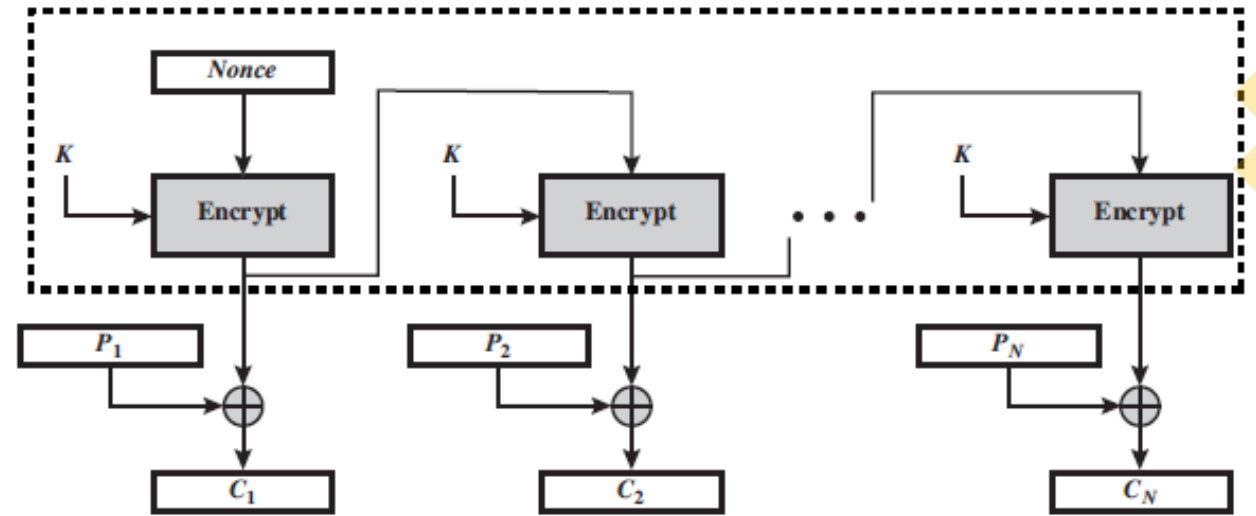 Nonce
K
K
K
Encrypt
Encrypt
• • •
Encrypt
P1
P2
PN
C1
C2
CN